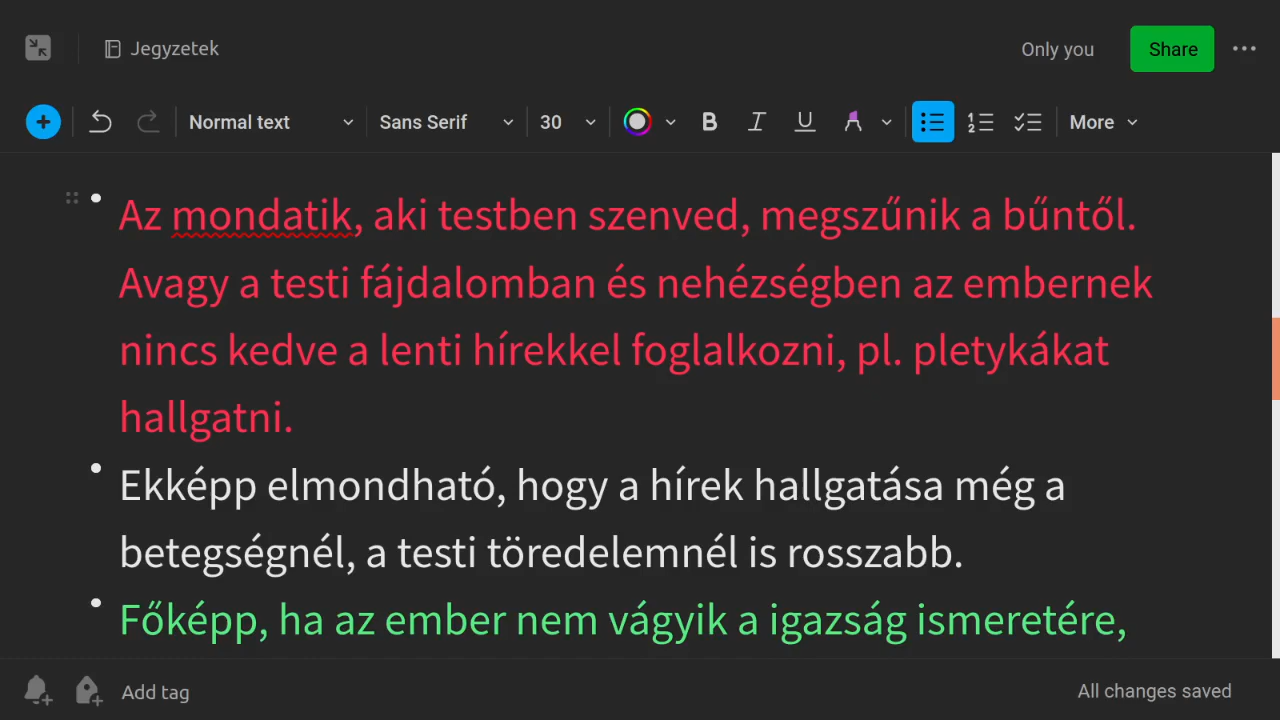 Jegyzetek
Only you
Share
Normal text
Sans Serif
30
B
I
U
More
Az mondatik, aki testben szenved, megszűnik a bűntől.
Avagy a testi fájdalomban és nehézségben az embernek
nincs kedve a lenti hírekkel foglalkozni, pl. pletykákat
hallgatni.
Ekképp elmondható, hogy a hírek hallgatása még a
betegségnél, a testi töredelemnél is rosszabb.
Főképp, ha az ember nem vágyik a igazság ismeretére,
Add tag
All changes saved